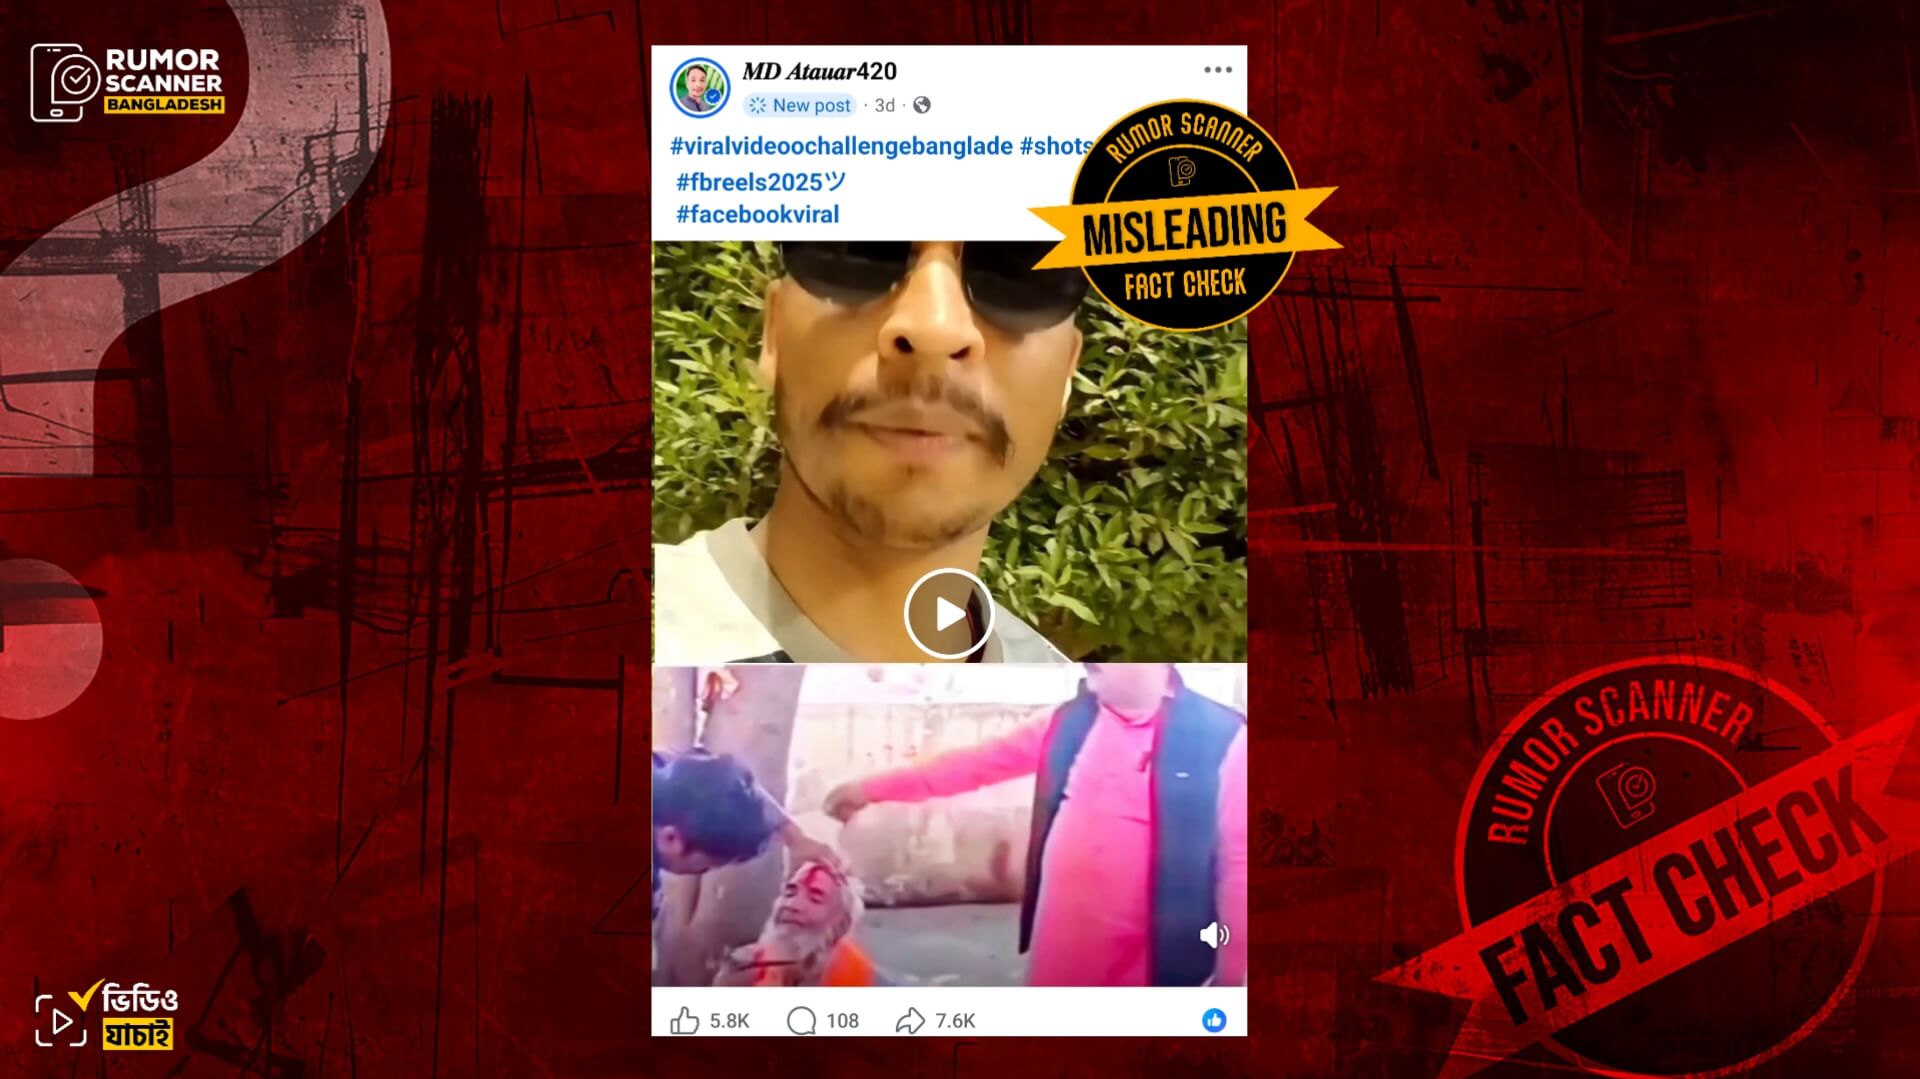 RUMOR
SCANNER
BANGLADESH
MD Atauar420
New post · 3d ·
#viralvideoochallengebanglade #shots
#fbreels2025ツ
#facebookviral
RUMOR SCANNER
MISLEADING
FACT CHECK
5.8K
108
7.6K
RUMOR SCANNER
FACT CHECK
ভিডিও
যাচাই